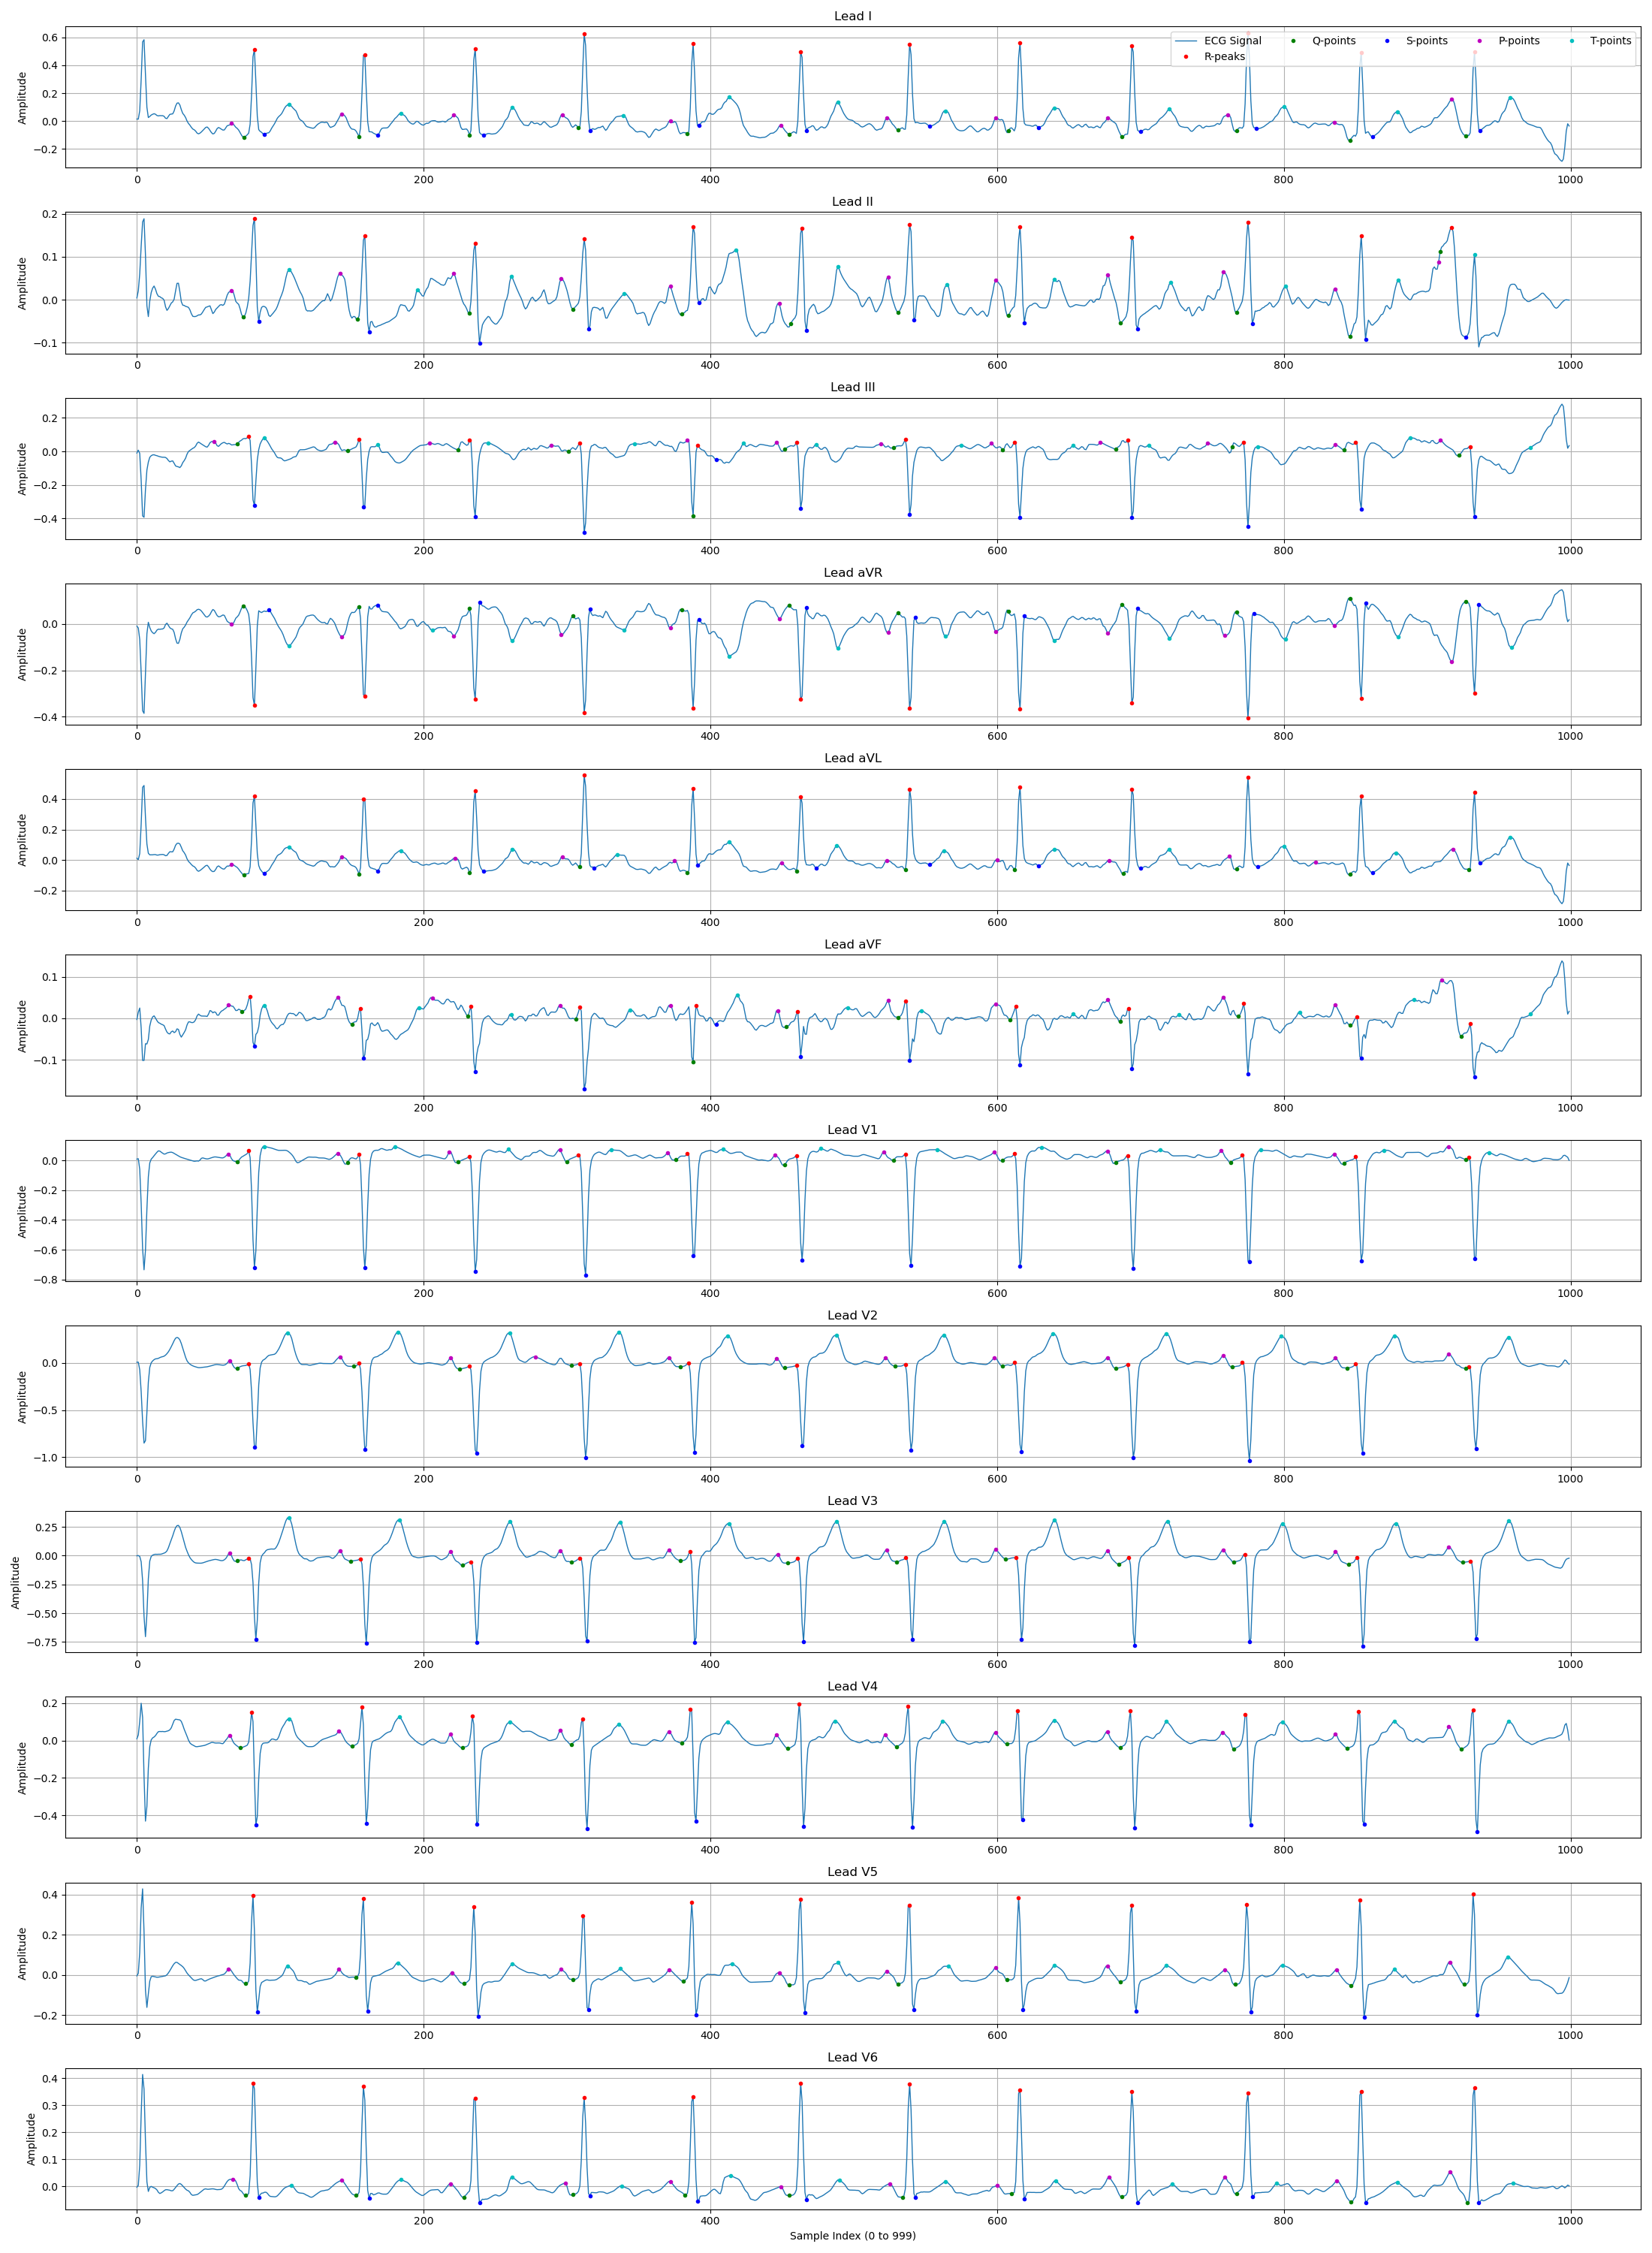 Lead I
0.6
0.4
0.2
0.0
−0.2
Amplitude
ECG Signal
R-peaks
Q-points
S-points
P-points
T-points
0 200 400 600 800 1000
Lead II
0.2
0.1
0.0
−0.1
Amplitude
0 200 400 600 800 1000
Lead III
0.2
0.0
−0.2
−0.4
Amplitude
0 200 400 600 800 1000
Lead aVR
0.0
−0.2
−0.4
Amplitude
0 200 400 600 800 1000
Lead aVL
0.4
0.2
0.0
−0.2
Amplitude
0 200 400 600 800 1000
Lead aVF
0.1
0.0
−0.1
Amplitude
0 200 400 600 800 1000
Lead V1
0.0
−0.2
−0.4
−0.6
−0.8
Amplitude
0 200 400 600 800 1000
Lead V2
0.0
−0.5
−1.0
Amplitude
0 200 400 600 800 1000
Lead V3
0.25
0.00
−0.25
−0.50
−0.75
Amplitude
0 200 400 600 800 1000
Lead V4
0.2
0.0
−0.2
−0.4
Amplitude
0 200 400 600 800 1000
Lead V5
0.4
0.2
0.0
−0.2
Amplitude
0 200 400 600 800 1000
Lead V6
0.4
0.3
0.2
0.1
0.0
Amplitude
0 200 400 600 800 1000
Sample Index (0 to 999)